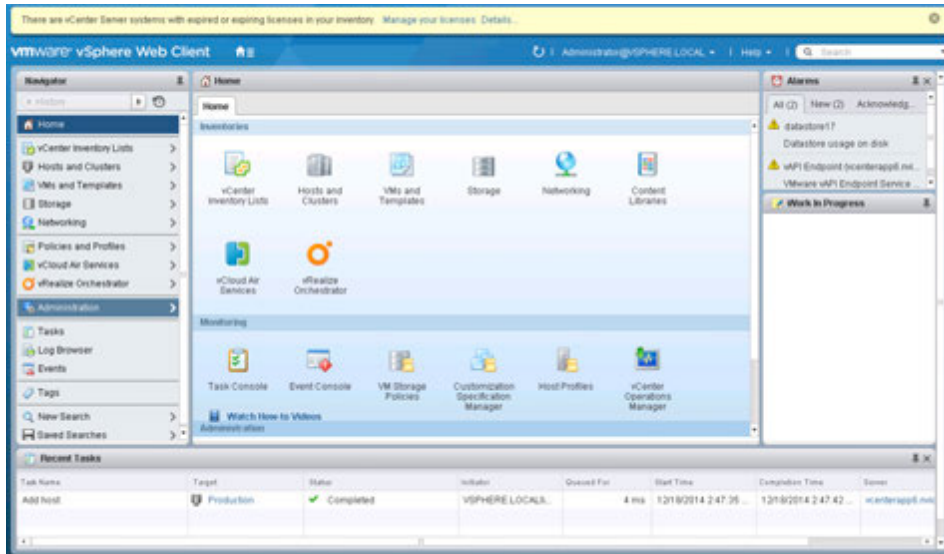 There are vCenter Server systems with expired or expiring licenses in your inventory. Manage your licenses Details...
vmware vSphere Web Client
Administrator@VSPHERE.LOCAL
Help
Search
Navigator
History
Home
vCenter Inventory Lists
Hosts and Clusters
VMs and Templates
Storage
Networking
Policies and Profiles
vCloud Air Services
vRealize Orchestrator
Administration
Tasks
Log Browser
Events
Tags
New Search
Saved Searches
Home
Home
Inventories
vCenter Inventory Lists
Hosts and Clusters
VMs and Templates
Storage
Networking
Content Libraries
vCloud Air Services
vRealize Orchestrator
Monitoring
Task Console
Event Console
VM Storage Policies
Customization Specification Manager
Host Profiles
vCenter Operations Manager
Watch How-to Videos
Administration
Alarms
All (2) New (2) Acknowledg...
datastore17
Datastore usage on disk
vAPI Endpoint (vcenterapp6.nvi...
VMware vAPI Endpoint Service ...
Work In Progress
Recent Tasks
Task Name Target Status Initiator Queued For Start Time Completion Time Server
Add host Production Completed VSPHERE.LOCAL\... 4 ms 12/18/2014 2:47:35 ... 12/18/2014 2:47:42 ...